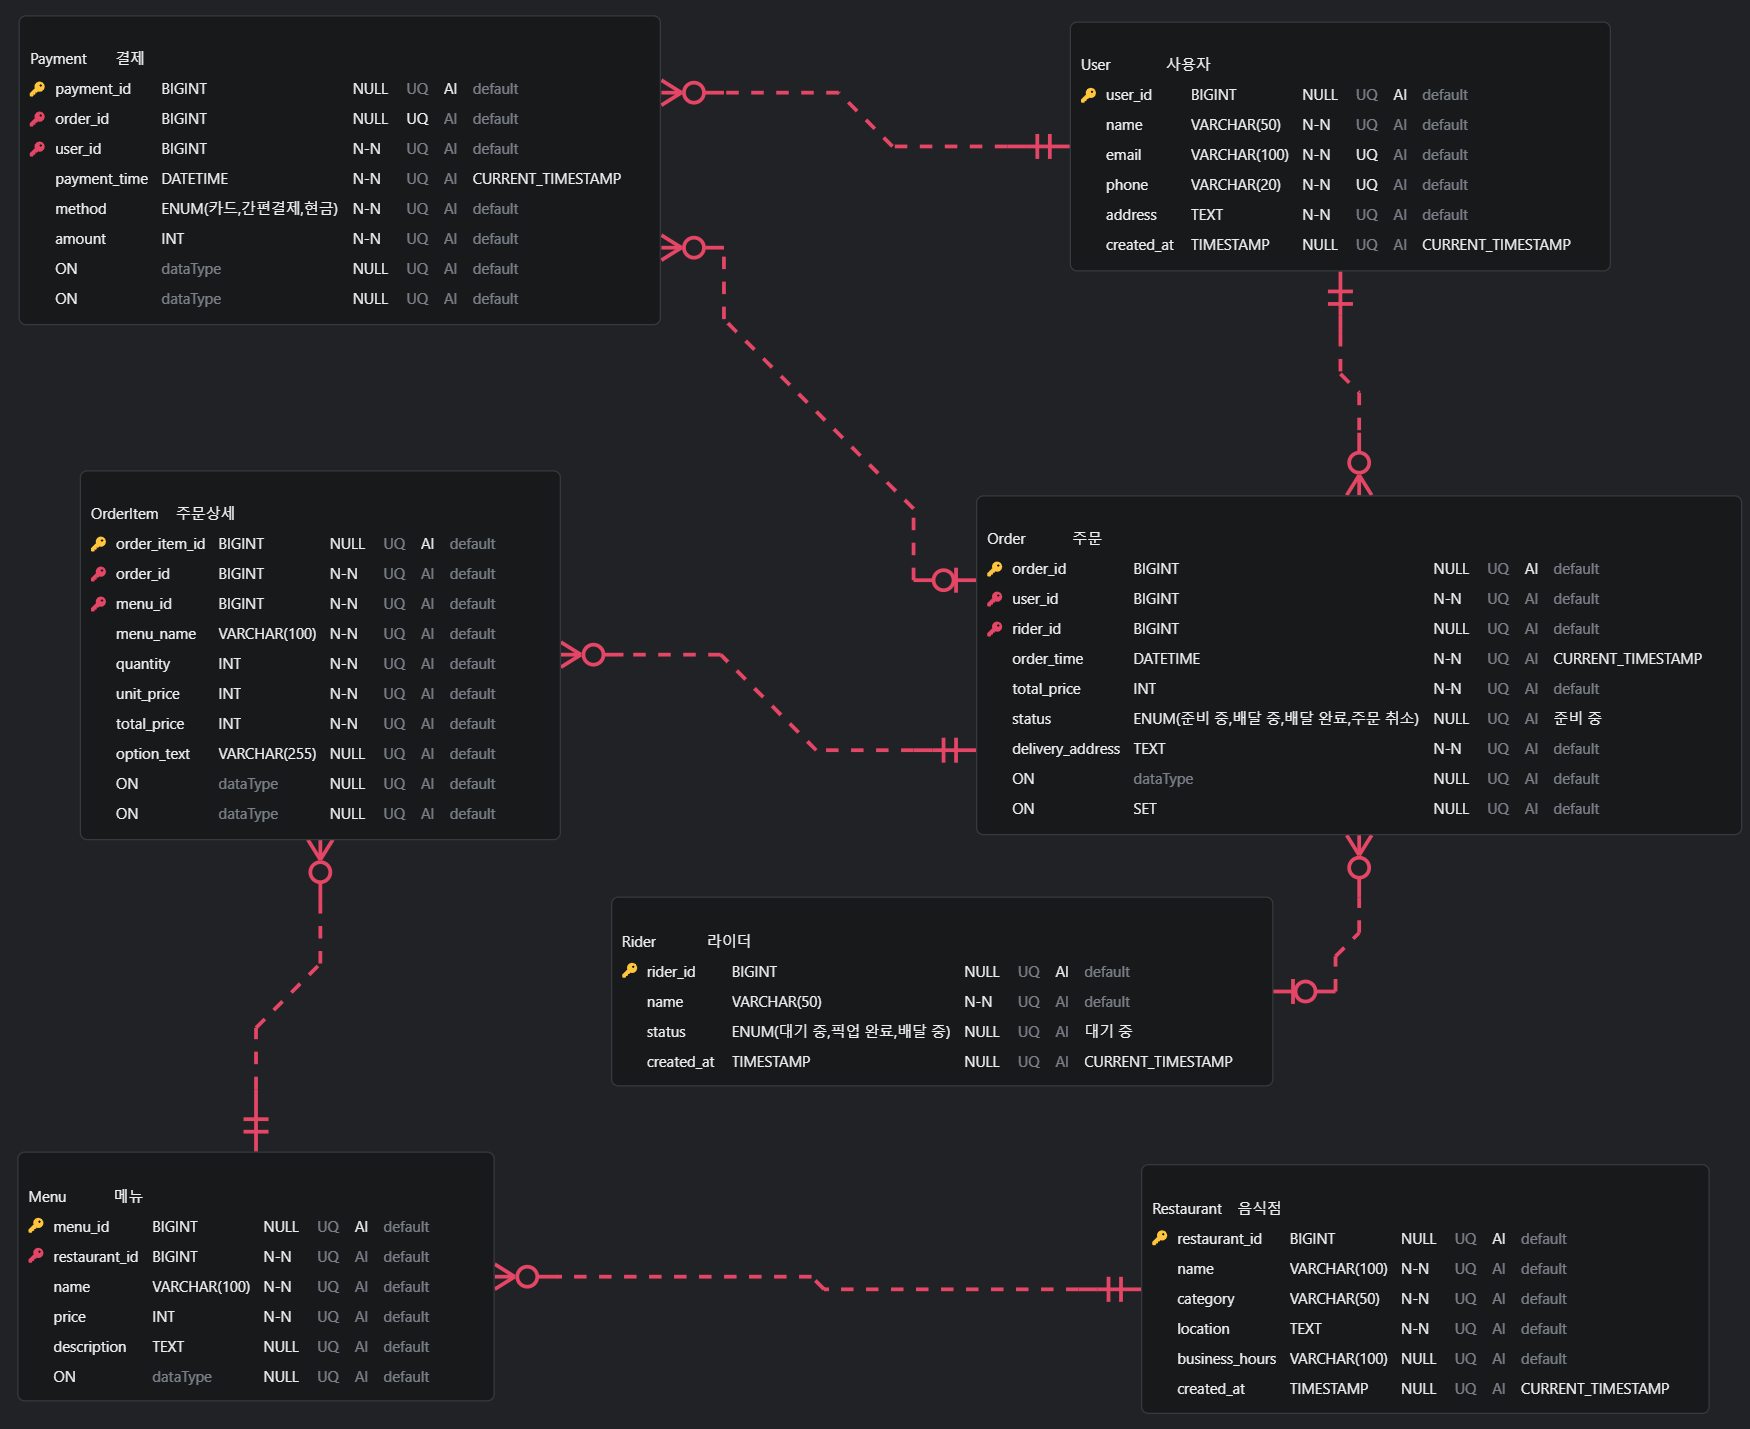 Payment 결제
payment_id BIGINT NULL UQ AI default
order_id BIGINT NULL UQ AI default
user_id BIGINT N-N UQ AI default
payment_time DATETIME N-N UQ AI CURRENT_TIMESTAMP
method ENUM(카드,간편결제,현금) N-N UQ AI default
amount INT N-N UQ AI default
ON dataType NULL UQ AI default
ON dataType NULL UQ AI default
User 사용자
user_id BIGINT NULL UQ AI default
name VARCHAR(50) N-N UQ AI default
email VARCHAR(100) N-N UQ AI default
phone VARCHAR(20) N-N UQ AI default
address TEXT N-N UQ AI default
created_at TIMESTAMP NULL UQ AI CURRENT_TIMESTAMP
OrderItem 주문상세
order_item_id BIGINT NULL UQ AI default
order_id BIGINT N-N UQ AI default
menu_id BIGINT N-N UQ AI default
menu_name VARCHAR(100) N-N UQ AI default
quantity INT N-N UQ AI default
unit_price INT N-N UQ AI default
total_price INT N-N UQ AI default
option_text VARCHAR(255) NULL UQ AI default
ON dataType NULL UQ AI default
ON dataType NULL UQ AI default
Order 주문
order_id BIGINT NULL UQ AI default
user_id BIGINT N-N UQ AI default
rider_id BIGINT NULL UQ AI default
order_time DATETIME N-N UQ AI CURRENT_TIMESTAMP
total_price INT N-N UQ AI default
status ENUM(준비 중,배달 중,배달 완료,주문 취소) NULL UQ AI 준비 중
delivery_address TEXT N-N UQ AI default
ON dataType NULL UQ AI default
ON SET NULL UQ AI default
Rider 라이더
rider_id BIGINT NULL UQ AI default
name VARCHAR(50) N-N UQ AI default
status ENUM(대기 중,픽업 완료,배달 중) NULL UQ AI 대기 중
created_at TIMESTAMP NULL UQ AI CURRENT_TIMESTAMP
Menu 메뉴
menu_id BIGINT NULL UQ AI default
restaurant_id BIGINT N-N UQ AI default
name VARCHAR(100) N-N UQ AI default
price INT N-N UQ AI default
description TEXT NULL UQ AI default
ON dataType NULL UQ AI default
Restaurant 음식점
restaurant_id BIGINT NULL UQ AI default
name VARCHAR(100) N-N UQ AI default
category VARCHAR(50) N-N UQ AI default
location TEXT N-N UQ AI default
business_hours VARCHAR(100) NULL UQ AI default
created_at TIMESTAMP NULL UQ AI CURRENT_TIMESTAMP